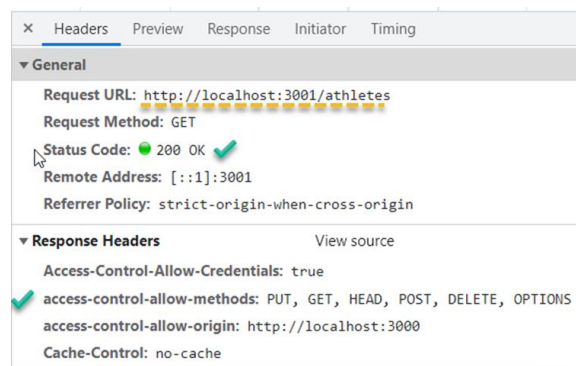 × Headers Preview Response Initiator Timing
▼ General
Request URL: http://localhost:3001/athletes
Request Method: GET
Status Code: 200 OK
Remote Address: [::1]:3001
Referrer Policy: strict-origin-when-cross-origin
▼ Response Headers View source
Access-Control-Allow-Credentials: true
access-control-allow-methods: PUT, GET, HEAD, POST, DELETE, OPTIONS
access-control-allow-origin: http://localhost:3000
Cache-Control: no-cache